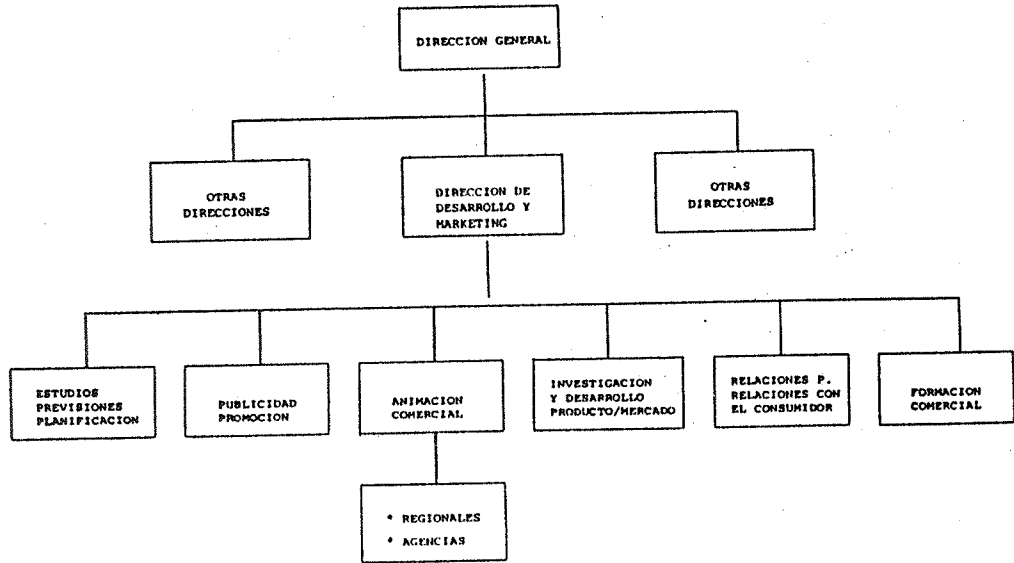 DIRECCION GENERAL
OTRAS
DIRECCIONES
DIRECCION DE
DESARROLLO Y
MARKETING
OTRAS
DIRECCIONES
ESTUDIOS
PREVISIONES
PLANIFICACION
PUBLICIDAD
PROMOCION
ANIMACION
COMERCIAL
INVESTIGACION
Y DESARROLLO
PRODUCTO/MERCADO
RELACIONES P.
RELACIONES CON
EL CONSUMIDOR
FORMACION
COMERCIAL
* REGIONALES
* AGENCIAS